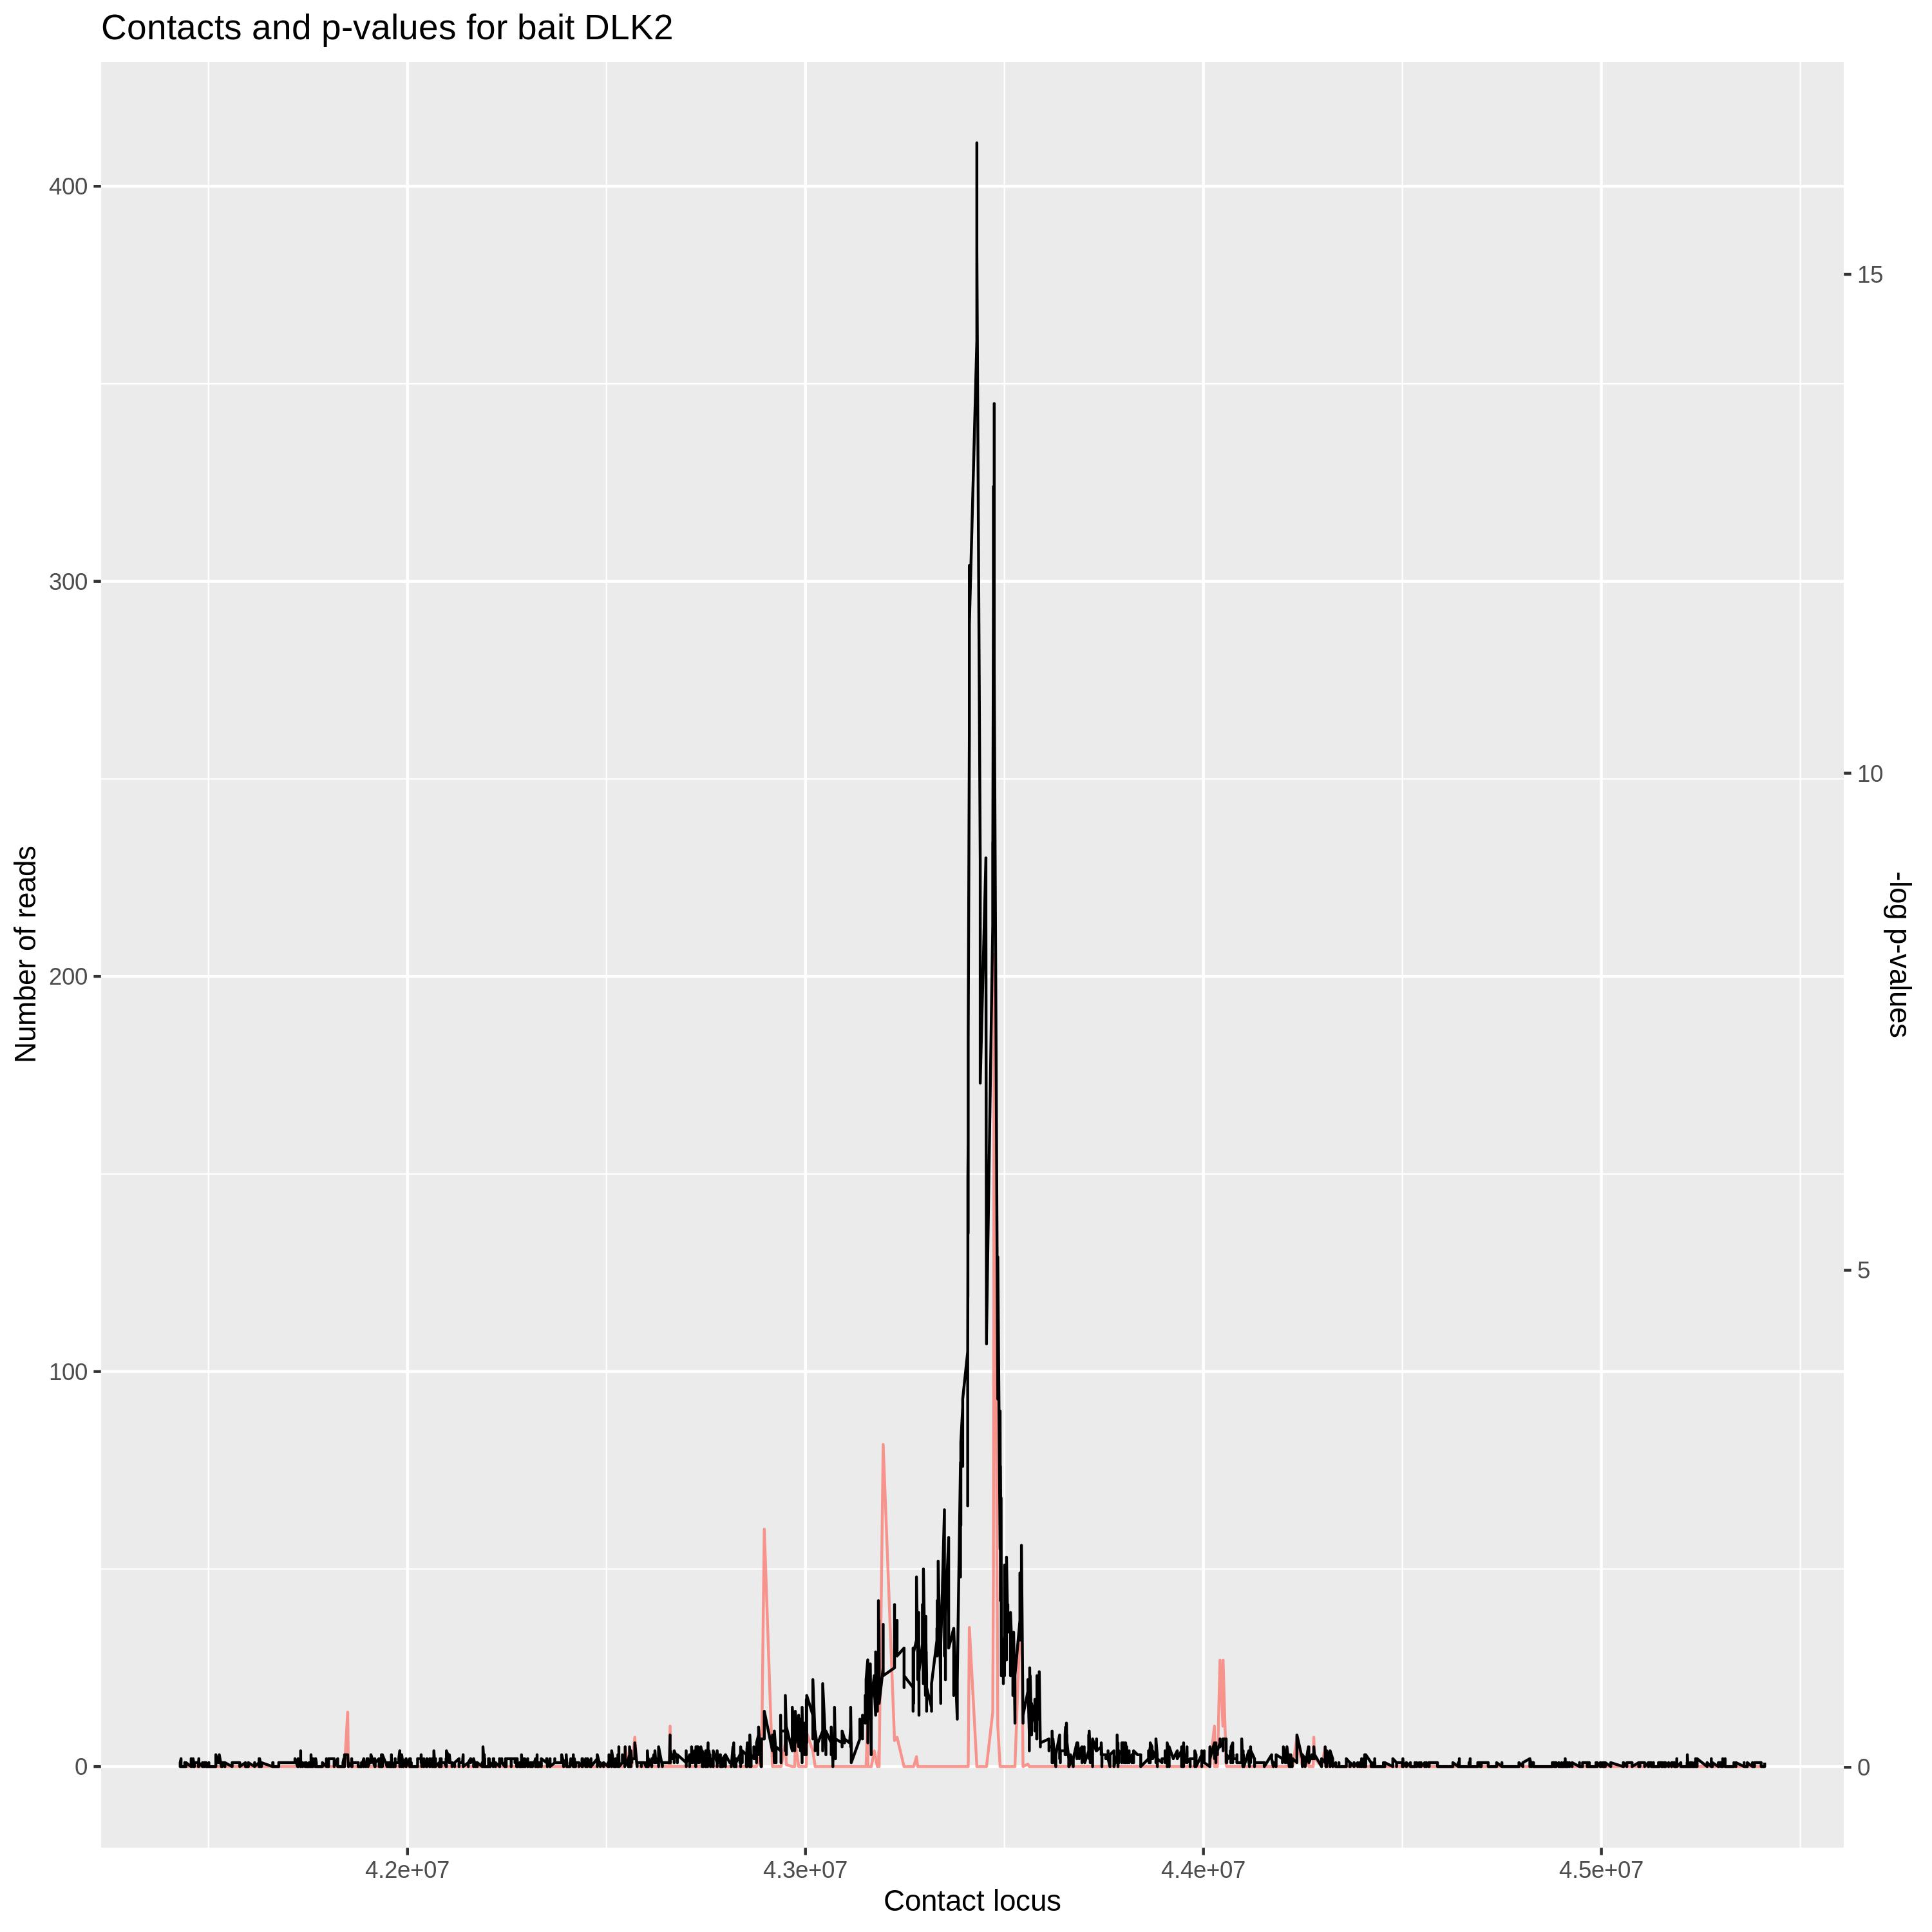 Contacts and p-values for bait DLK2
400
300
200
100
0
Number of reads
15
10
5
0
-log p-values
4.2e+07
4.3e+07
4.4e+07
4.5e+07
Contact locus